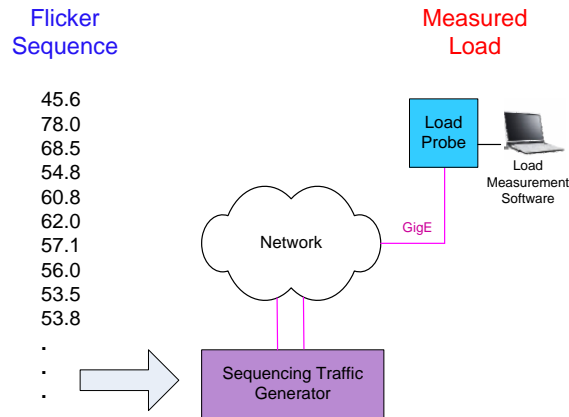 Flicker
Sequence
45.6
78.0
68.5
54.8
60.8
62.0
57.1
56.0
53.5
53.8
.
.
.
Measured
Load
Load
Probe
Load
Measurement
Software
GigE
Network
Sequencing Traffic
Generator